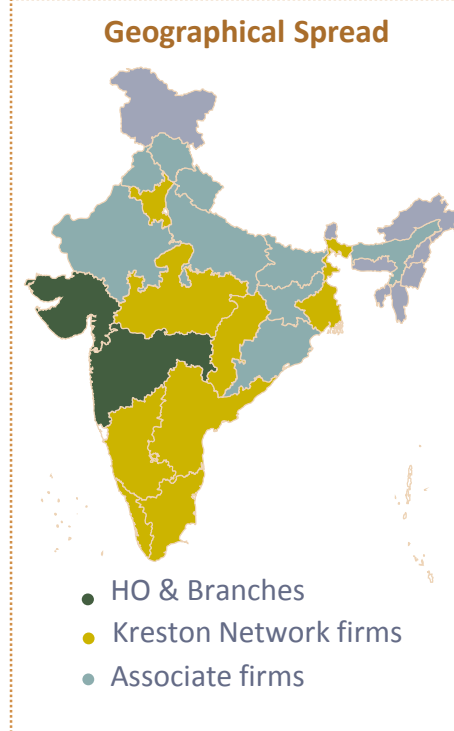 Geographical Spread
HO & Branches
Kreston Network firms
Associate firms